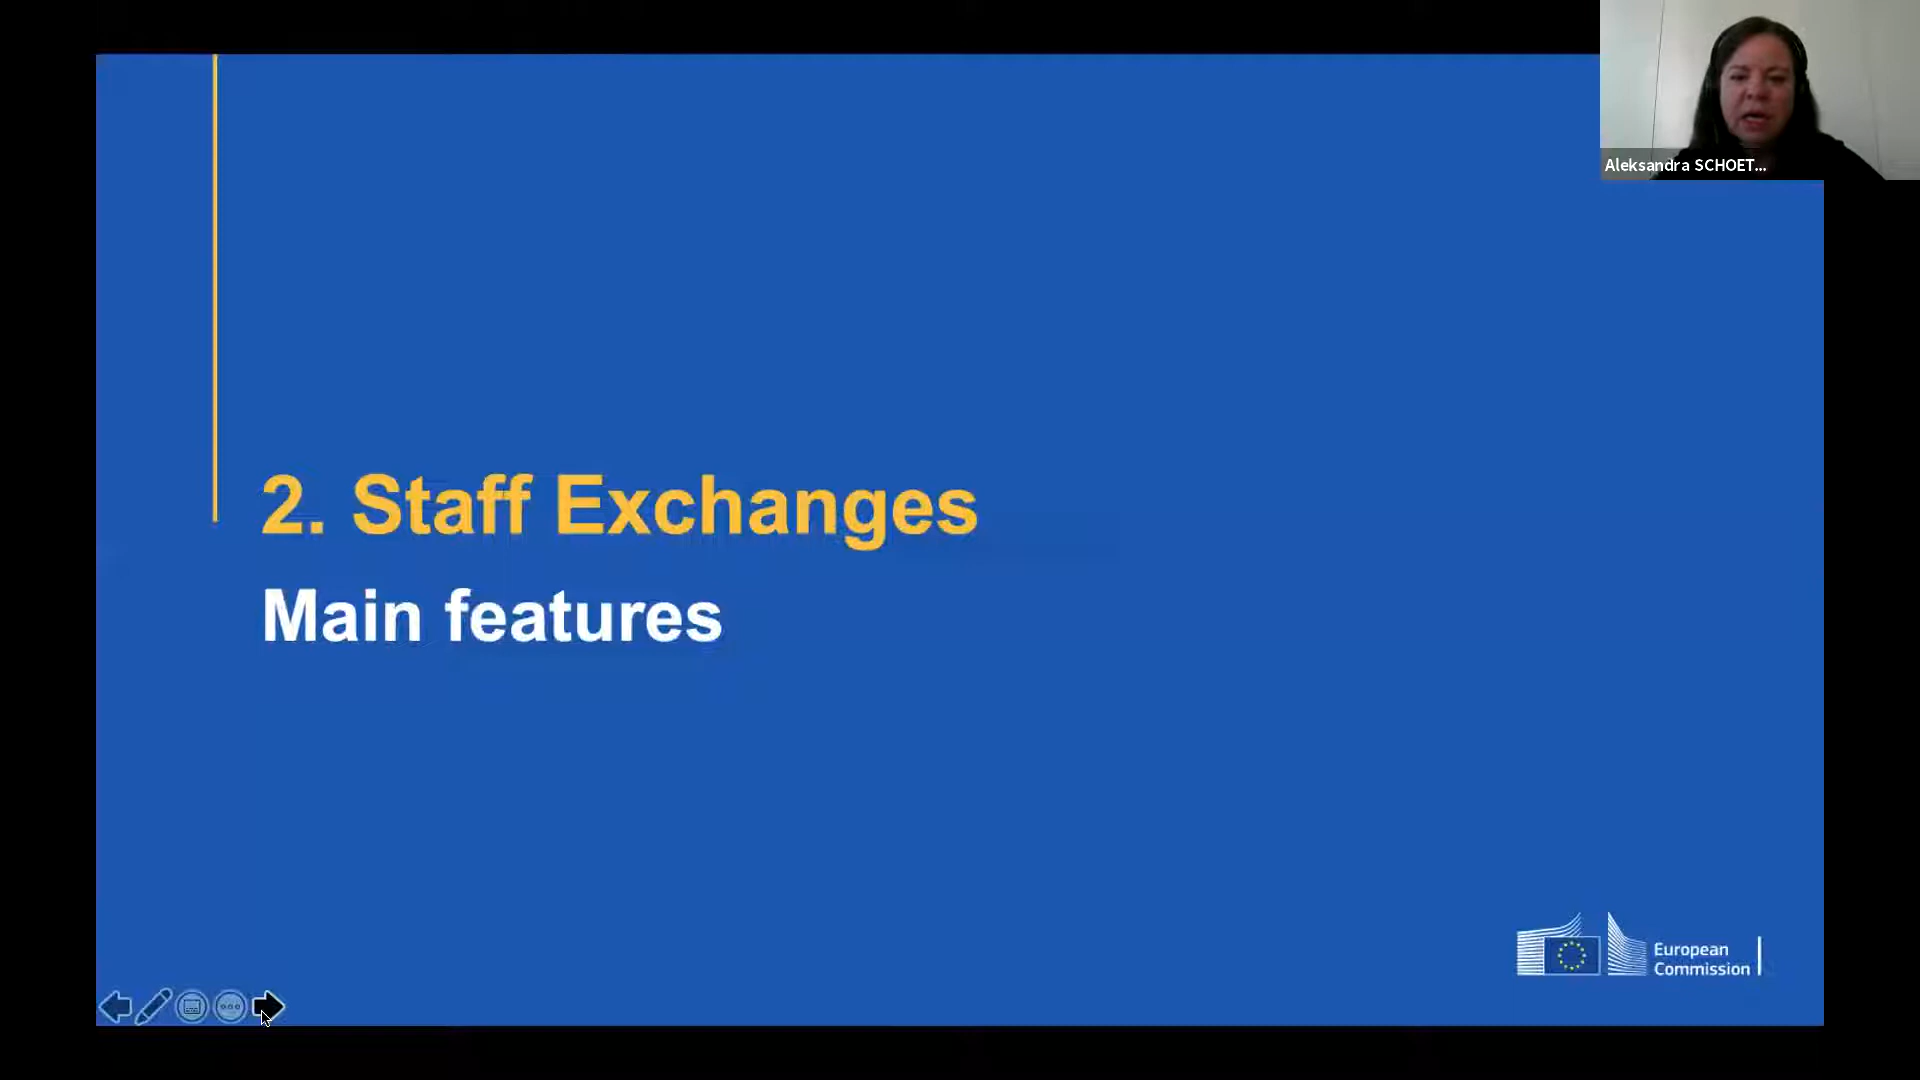 Aleksandra SCHOET...
2. Staff Exchanges
Main features
European
Commission